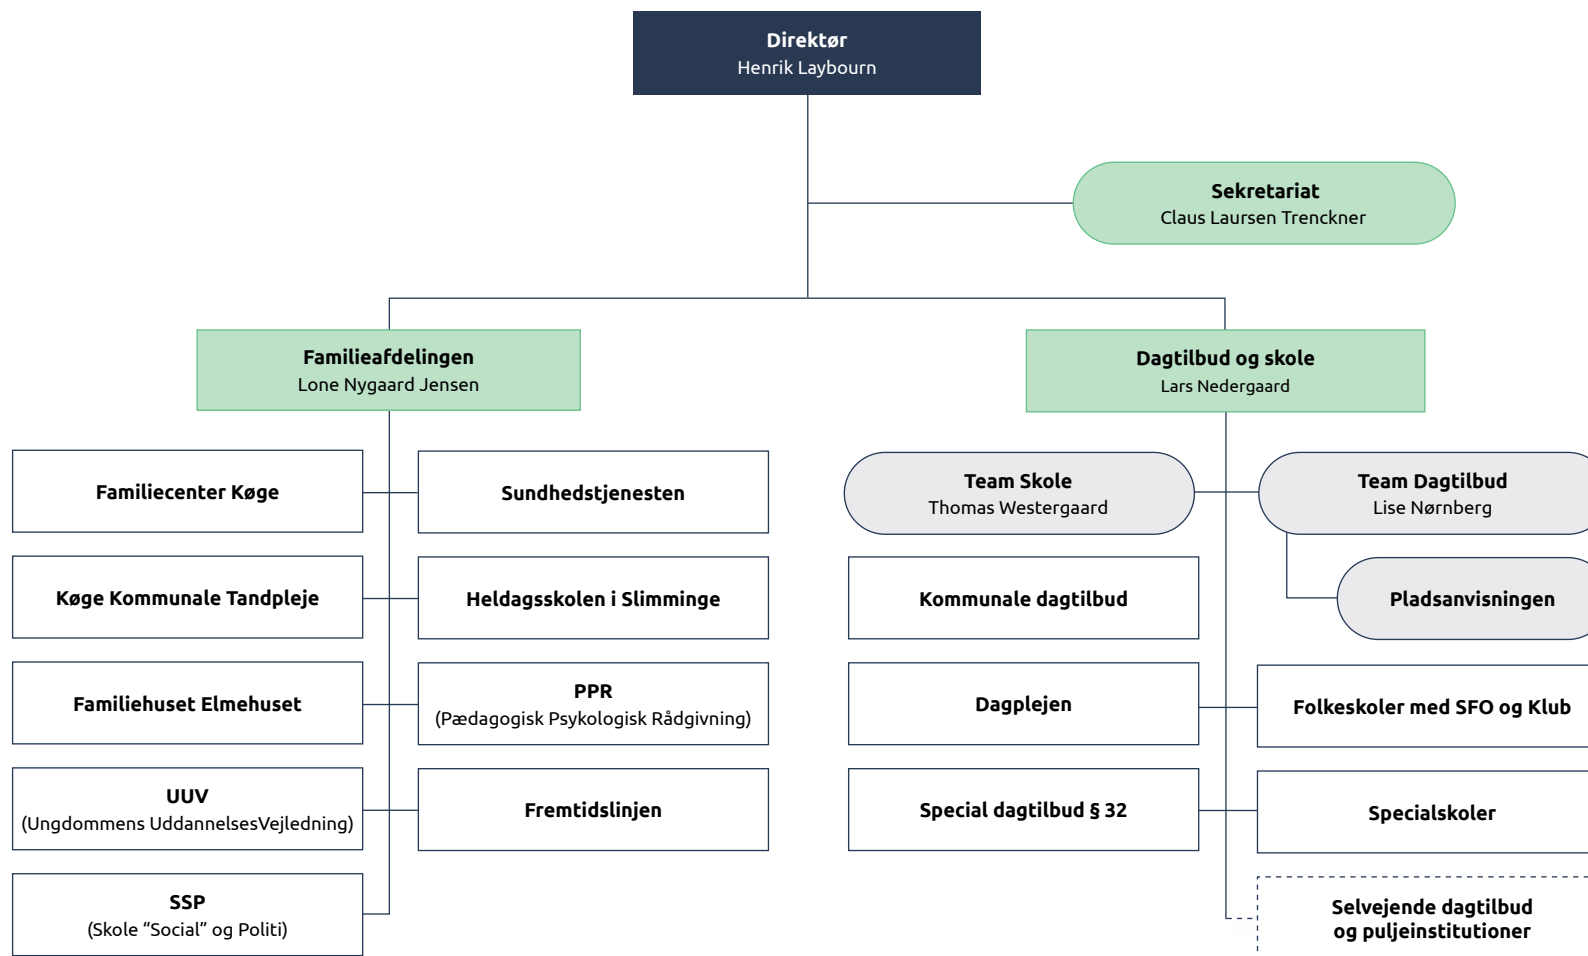 Direktør
Henrik Laybourn
Sekretariat
Claus Laursen Trenckner
Familieafdelingen
Lone Nygaard Jensen
Dagtilbud og skole
Lars Nedergaard
Familiecenter Køge
Sundhedstjenesten
Team Skole
Thomas Westergaard
Team Dagtilbud
Lise Nørnberg
Køge Kommunale Tandpleje
Heldagsskolen i Slimminge
Kommunale dagtilbud
Pladsanvisningen
Familiehuset Elmehuset
PPR
(Pædagogisk Psykologisk Rådgivning)
Dagplejen
Folkeskoler med SFO og Klub
UUV
(Ungdommens UddannelsesVejledning)
Fremtidslinjen
Special dagtilbud § 32
Specialskoler
SSP
(Skole “Social” og Politi)
Selvejende dagtilbud
og puljeinstitutioner